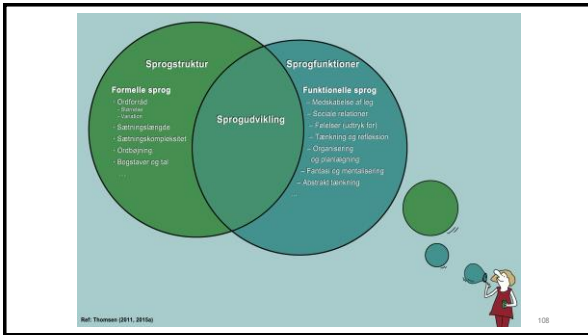 Sprogstruktur
Formelle sprog
- Ordforråd
- Størrelse
- Variation
- Sætningslængde
- Sætningskompleksitet
- Ordbøjning
- Bogstaver og tal
...
Sprogudvikling
Sprogfunktioner
Funktionelle sprog
– Medskabelse af leg
– Sociale relationer
– Følelser (udtryk for)
– Tænkning og refleksion
– Organisering
og planlægning
– Fantasi og mentalisering
– Abstrakt tænkning
...
Ref: Thomsen (2011, 2015a)
108